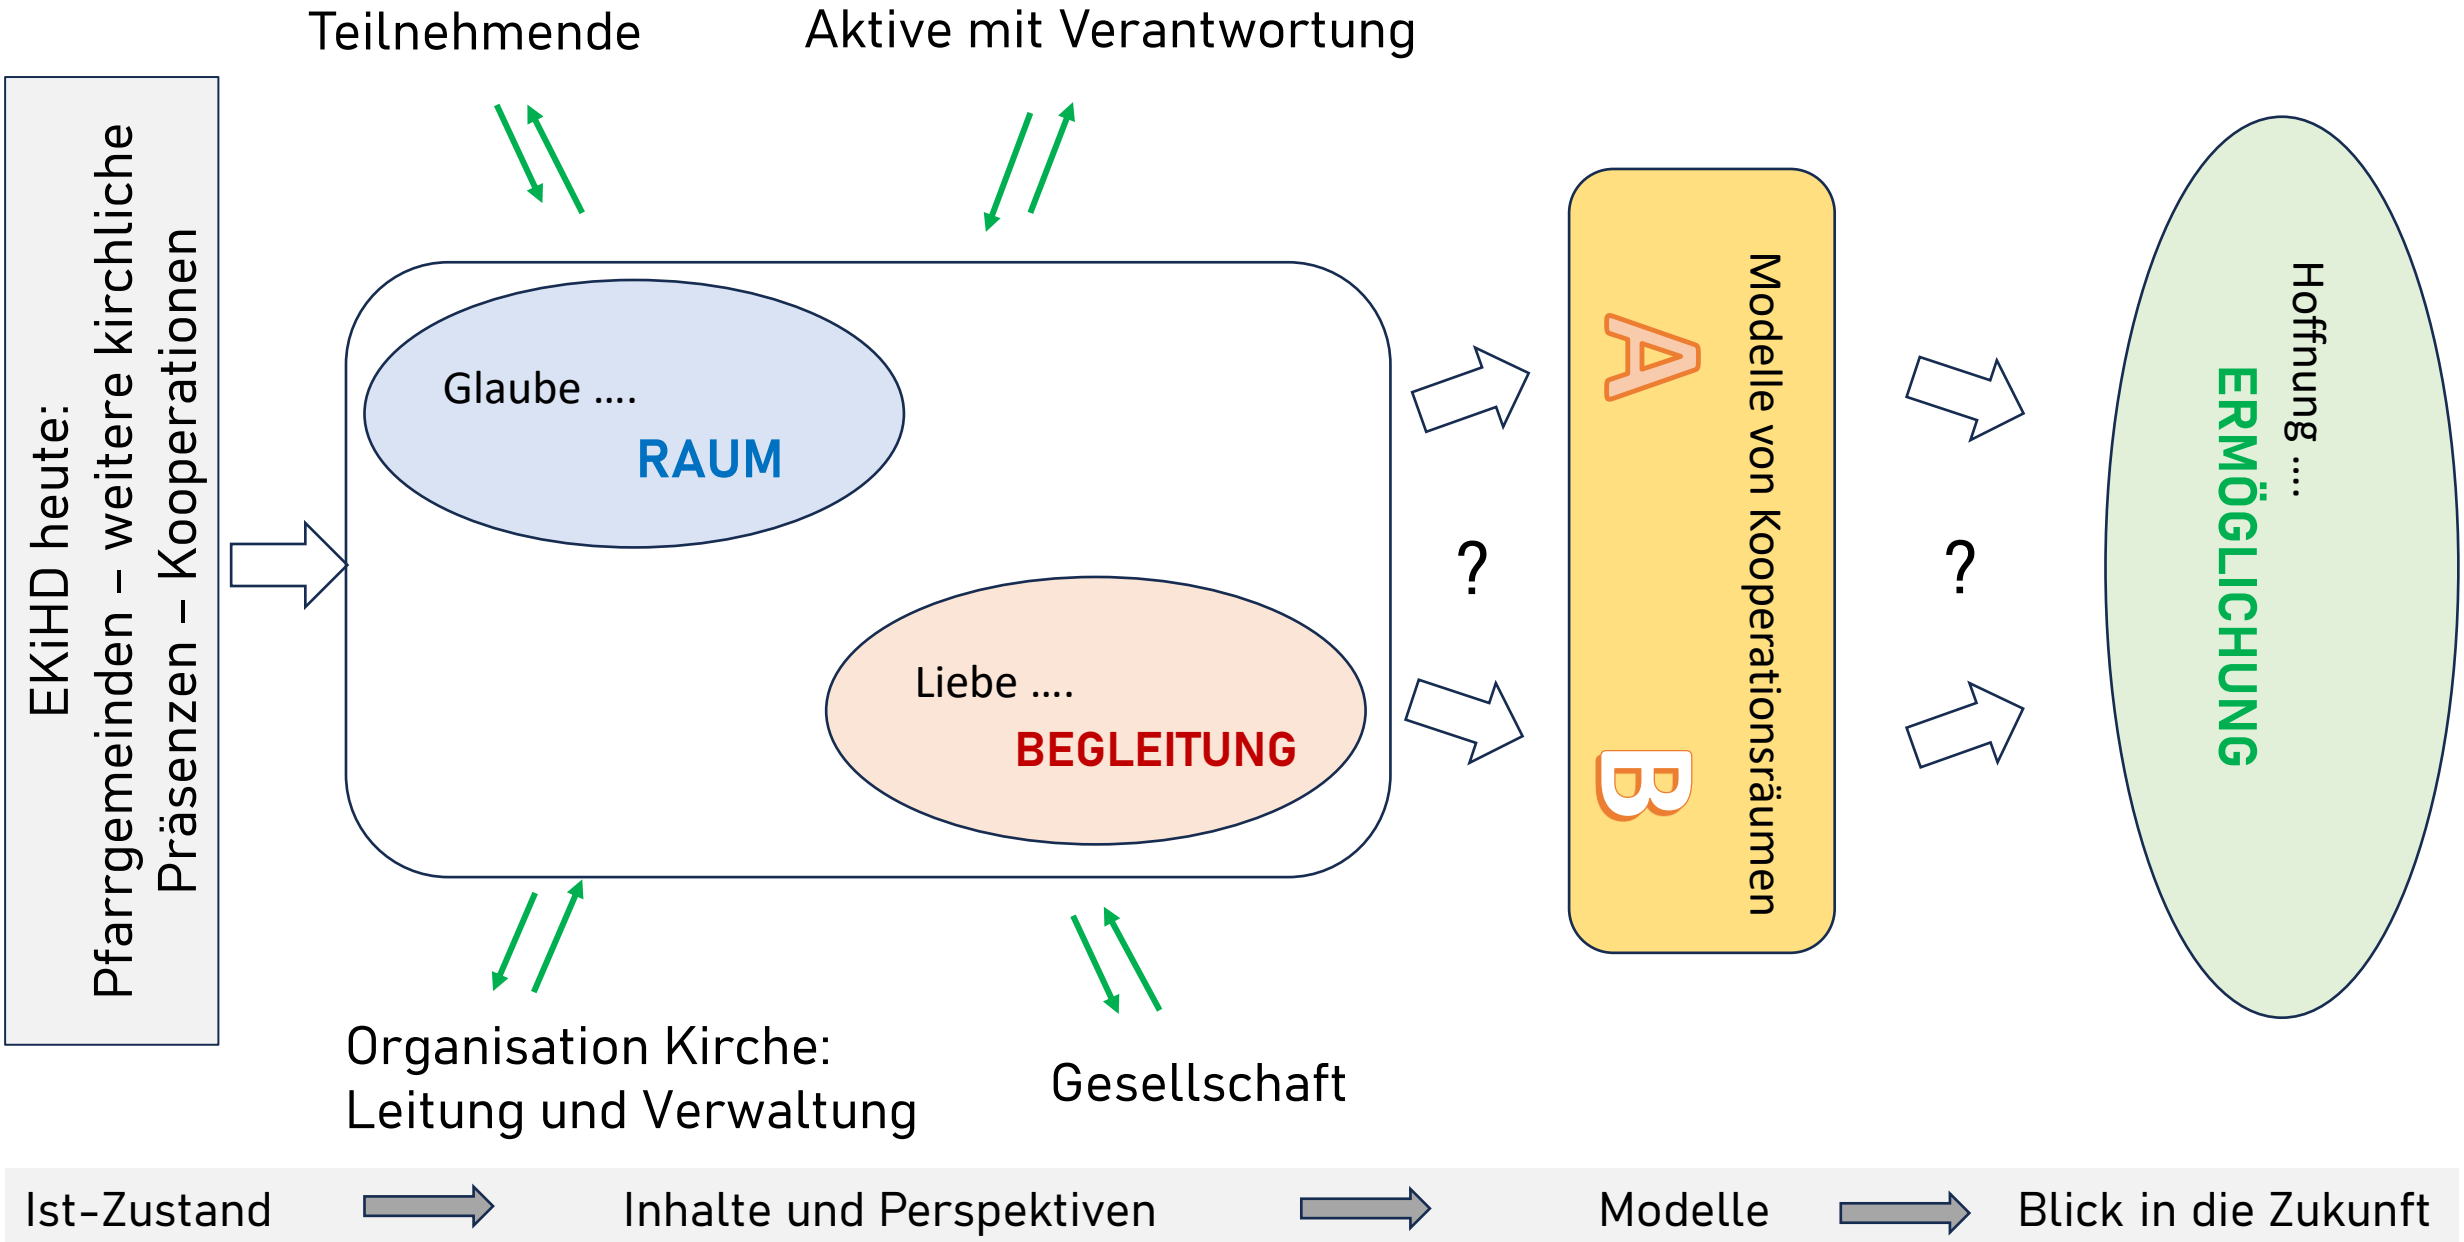 Teilnehmende
Aktive mit Verantwortung
EKiHD heute:
Pfarrgemeinden – weitere kirchliche
Präsenzen – Kooperationen
Glaube ....
RAUM
Liebe ....
BEGLEITUNG
?
A
B
Modelle von Kooperationsräumen
?
Hoffnung ....
ERMÖGLICHUNG
Organisation Kirche:
Leitung und Verwaltung
Gesellschaft
Ist-Zustand
Inhalte und Perspektiven
Modelle
Blick in die Zukunft